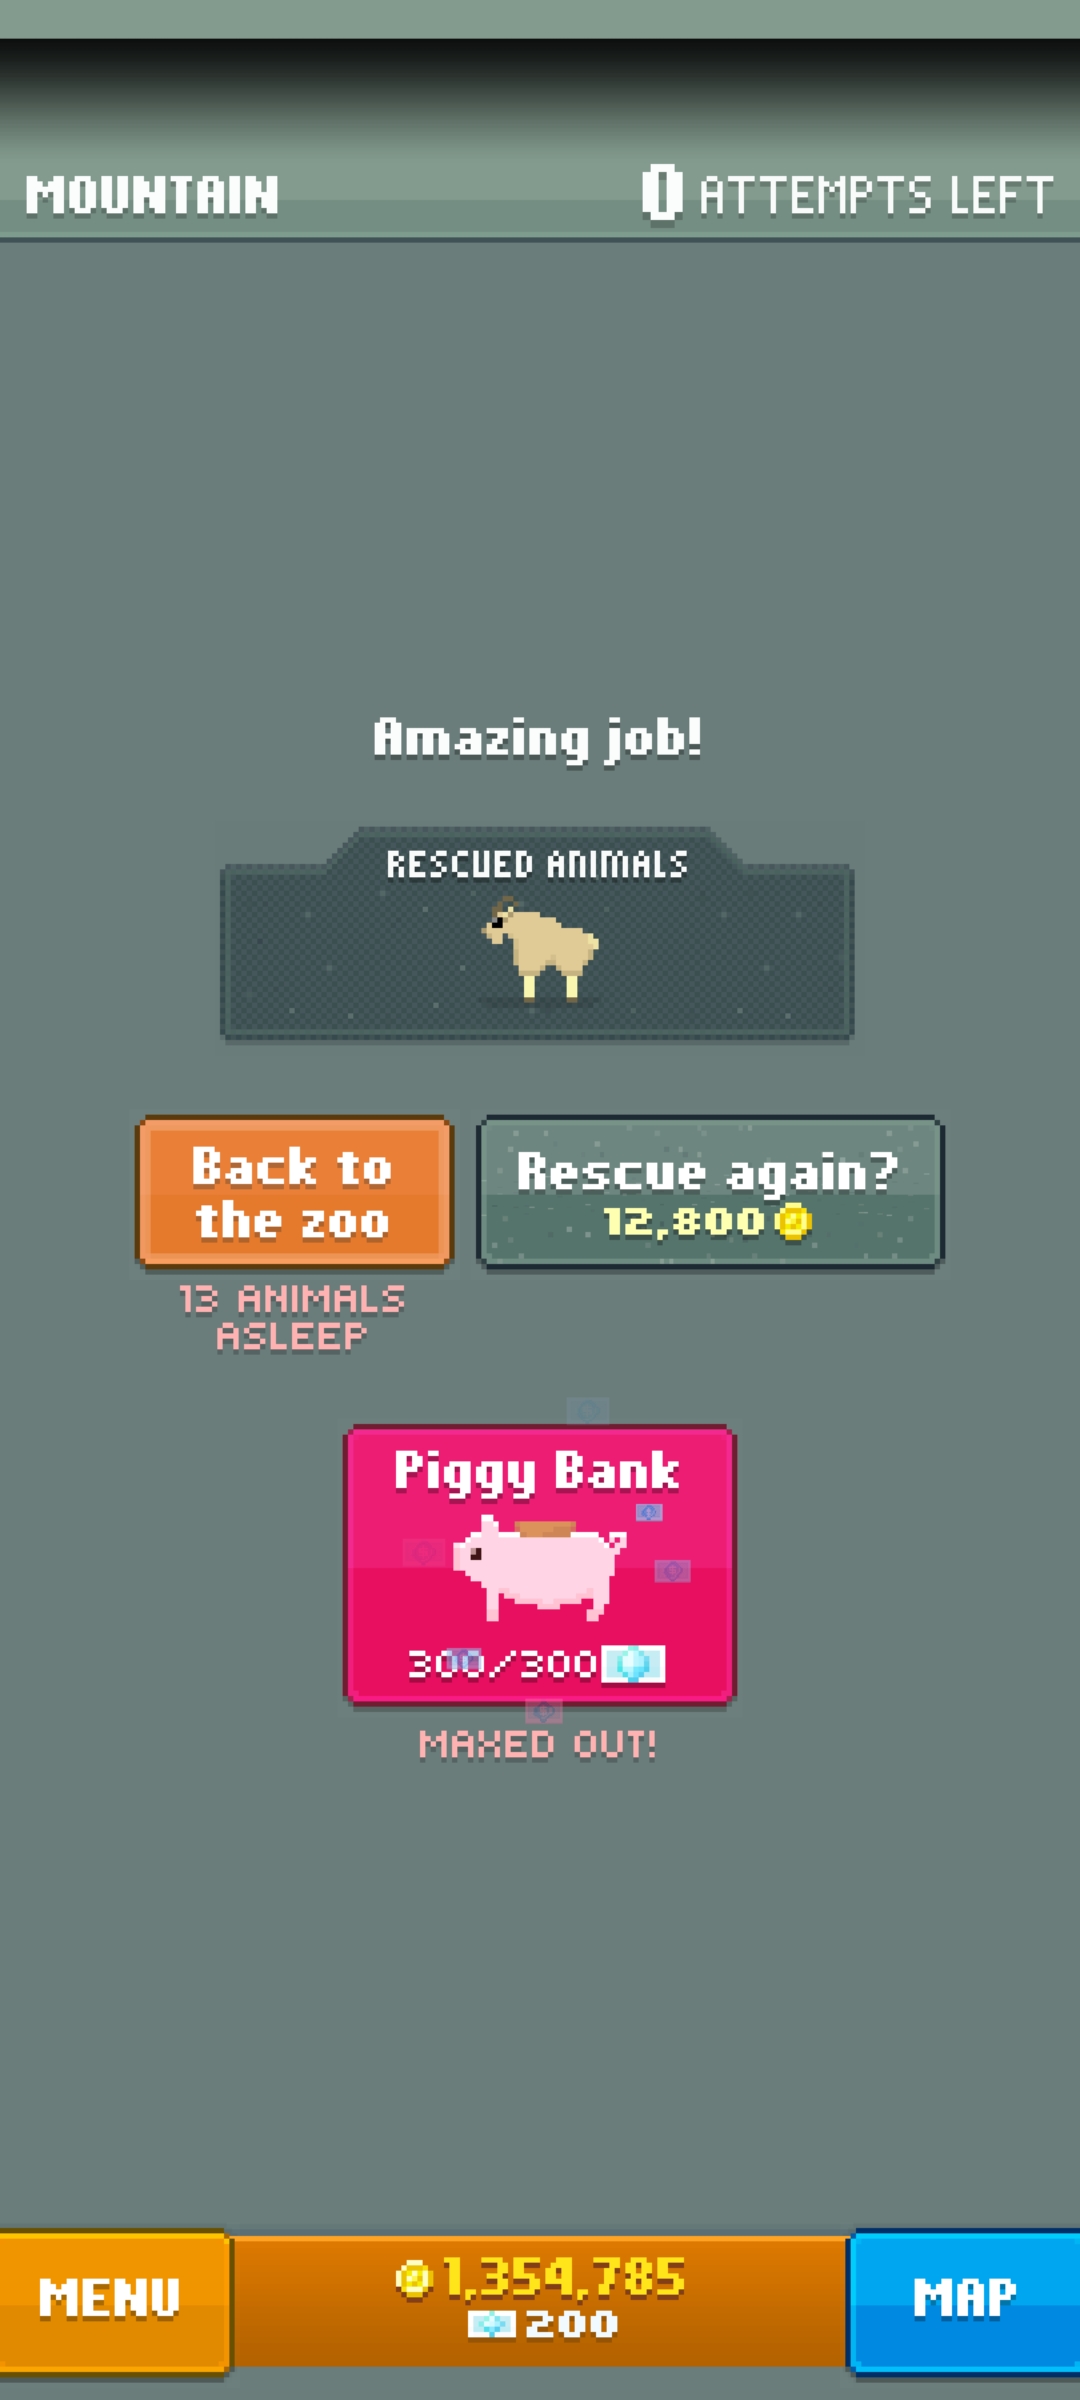 MOUNTAIN
0 ATTEMPTS LEFT
Amazing job!
RESCUED ANIMALS
Back to
the zoo
Rescue again?
12,800
13 ANIMALS
ASLEEP
Piggy Bank
300/300
MAXED OUT!
MENU
1,354,785
200
MAP